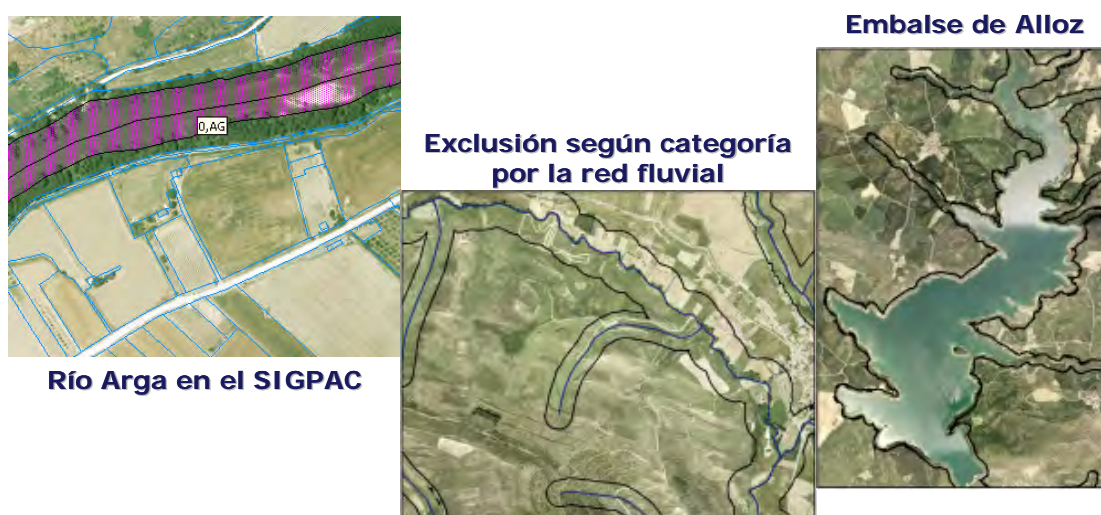 Embalse de Alloz
0,AG
Exclusión según categoría
por la red fluvial
Río Arga en el SIGPAC